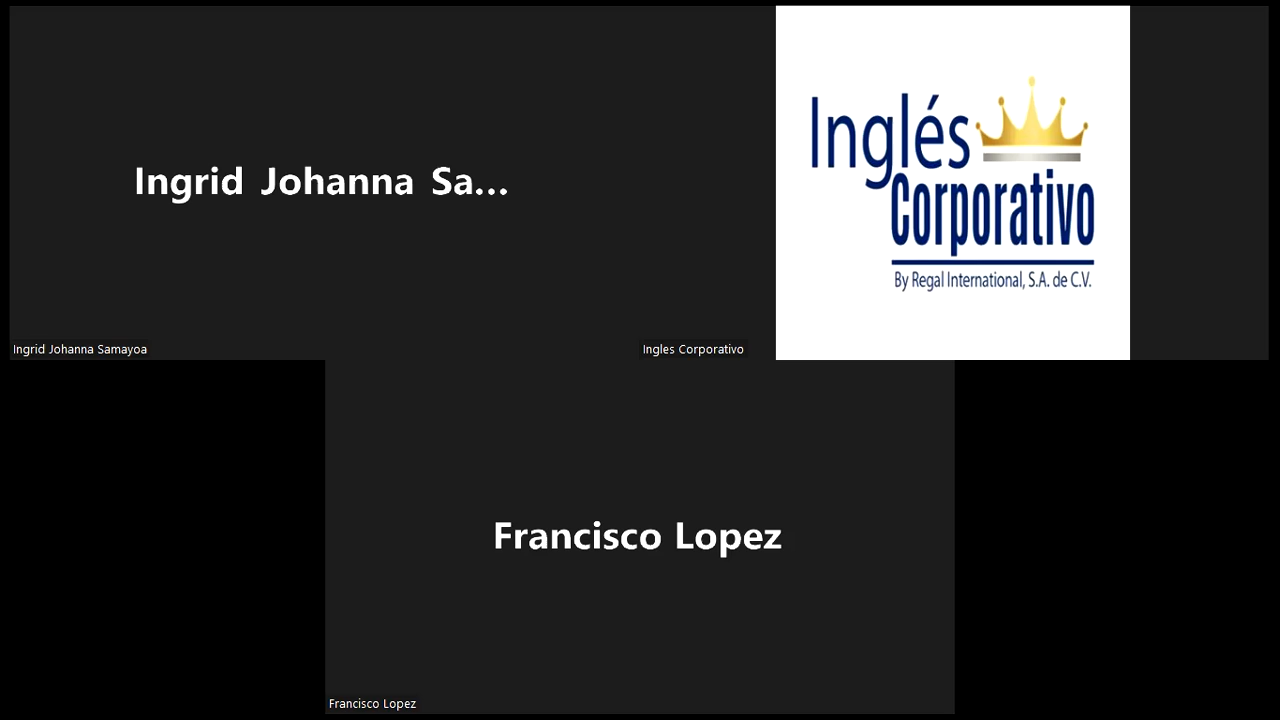 Ingrid Johanna Sa...
Ingrid Johanna Samayoa
Inglés
Corporativo
By Regal International, S.A. de C.V.
Ingles Corporativo
Francisco Lopez
Francisco Lopez